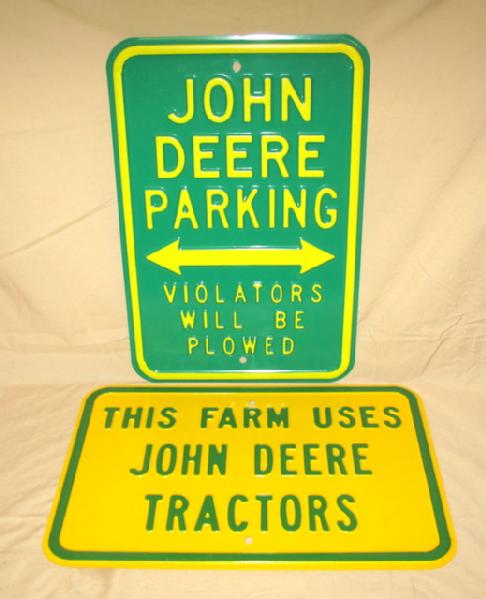 JOHN
DEERE
PARKING
VIOLATORS
WILL BE
PLOWED
THIS FARM USES
JOHN DEERE
TRACTORS